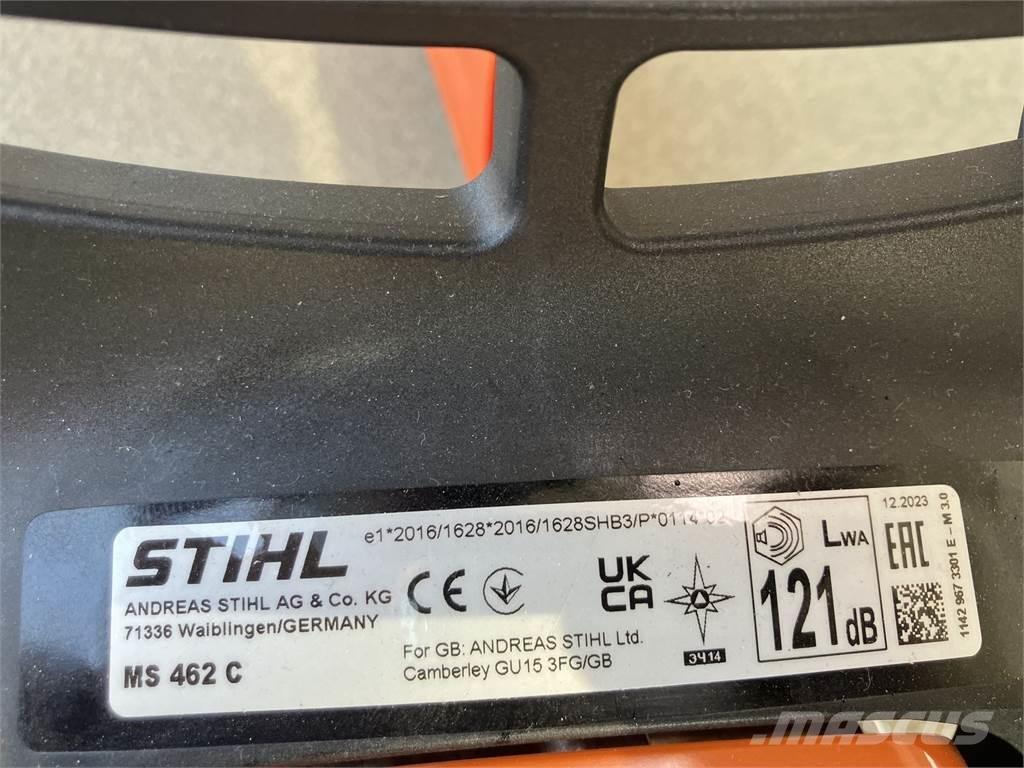 e1*2016/1628*2016/1628SHB3/P*0114*02
STIHL
ANDREAS STIHL AG & Co. KG
71336 Waiblingen/GERMANY
MS 462 C
CE
UK
CA
For GB: ANDREAS STIHL Ltd.
Camberley GU15 3FG/GB
ЭЧ14
LWA
121 dB
12.2023
EAC
1142 967 3301 E - M 3.0
MASCUS